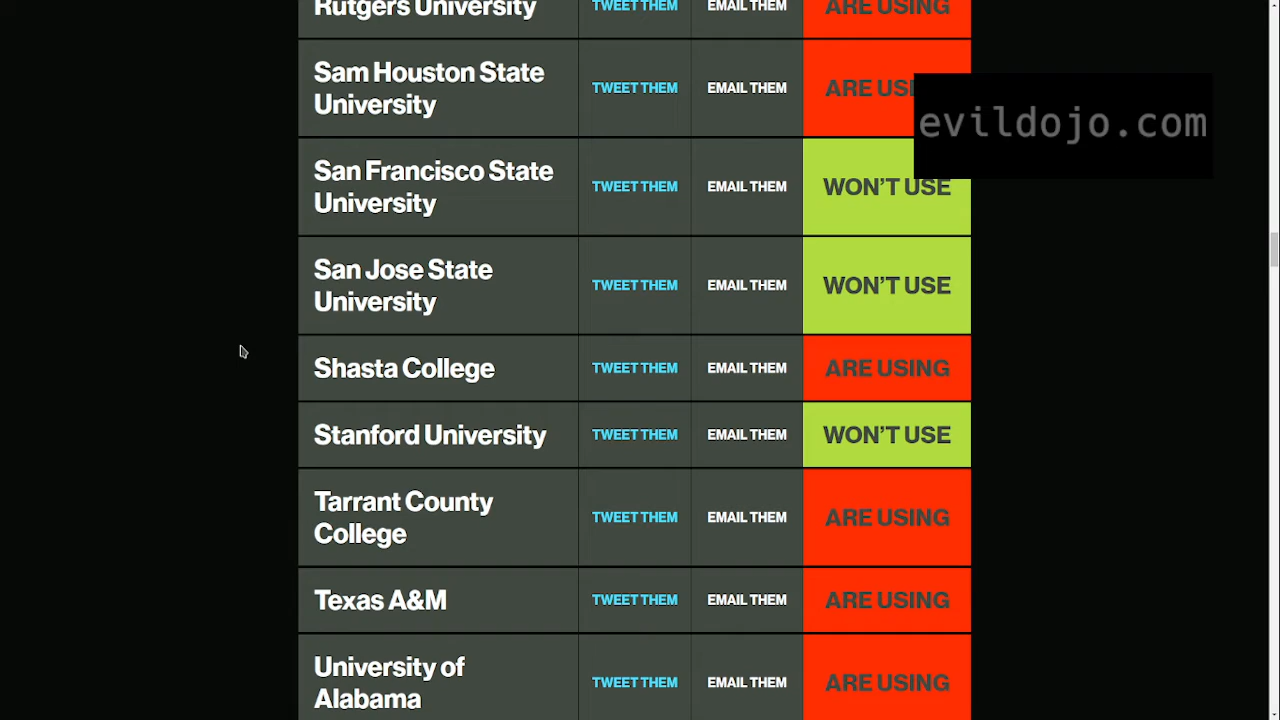 Rutgers University TWEET THEM EMAIL THEM ARE USING
Sam Houston State
University
TWEET THEM EMAIL THEM ARE USING
evildojo.com
San Francisco State
University
TWEET THEM EMAIL THEM WON'T USE
San Jose State
University
TWEET THEM EMAIL THEM WON'T USE
Shasta College TWEET THEM EMAIL THEM ARE USING
Stanford University TWEET THEM EMAIL THEM WON'T USE
Tarrant County
College
TWEET THEM EMAIL THEM ARE USING
Texas A&M TWEET THEM EMAIL THEM ARE USING
University of
Alabama
TWEET THEM EMAIL THEM ARE USING